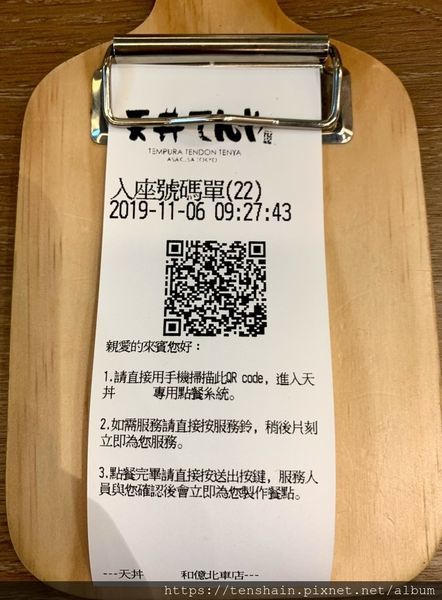 天丼てんや
TEMPURA TENDON TENYA
ASAKUSA TOKYO
入座號碼單(22)
2019-11-06 09:27:43
親愛的來賓您好：
1.請直接用手機掃描此QR code, 進入天
丼 專用點餐系統。
2.如需服務請直接按服務鈴, 稍後片刻
立即為您服務。
3.點餐完畢請直接按送出按鍵, 服務人
員與您確認後會立即為您製作餐點。
---天丼 和億北車店---
https://tenshain.pixnet.net/album